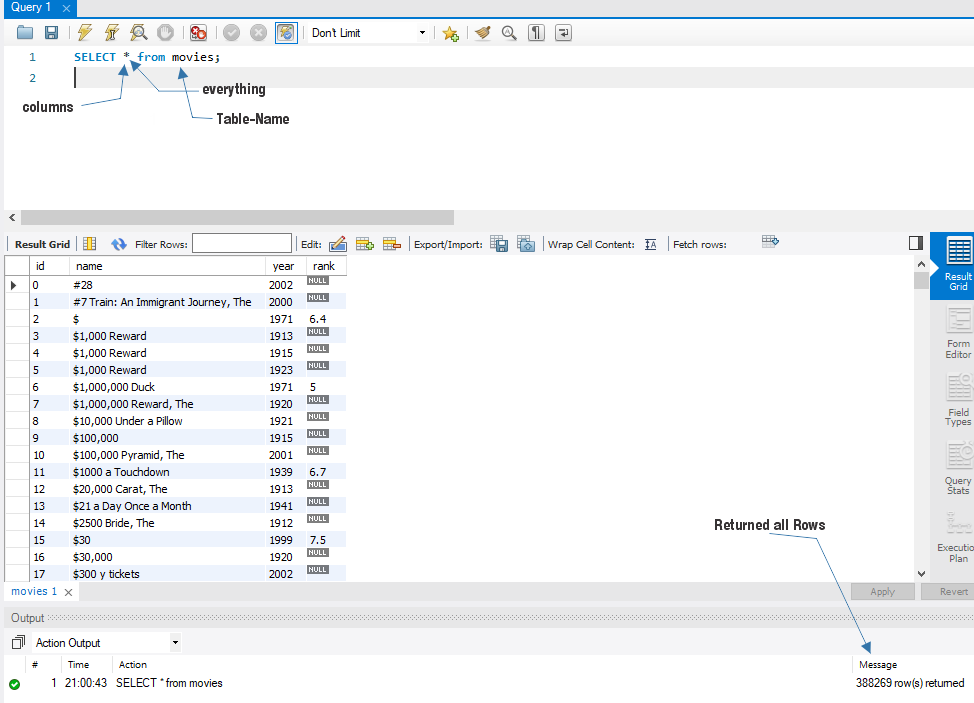 Query 1
Don't Limit
1 SELECT * from movies;
2
everything
columns
Table-Name
Result Grid Filter Rows: Edit: Export/Import: Wrap Cell Content: Fetch rows:
id name year rank
0 #28 2002 NULL
1 #7 Train: An Immigrant Journey, The 2000 NULL
2 $ 1971 6.4
3 $1,000 Reward 1913 NULL
4 $1,000 Reward 1915 NULL
5 $1,000 Reward 1923 NULL
6 $1,000,000 Duck 1971 5
7 $1,000,000 Reward, The 1920 NULL
8 $10,000 Under a Pillow 1921 NULL
9 $100,000 1915 NULL
10 $100,000 Pyramid, The 2001 NULL
11 $1000 a Touchdown 1939 6.7
12 $20,000 Carat, The 1913 NULL
13 $21 a Day Once a Month 1941 NULL
14 $2500 Bride, The 1912 NULL
15 $30 1999 7.5
16 $30,000 1920 NULL
17 $300 y tickets 2002 NULL
Result
Grid
Form
Editor
Field
Types
Query
Stats
Executio
Plan
Returned all Rows
movies 1
Apply Revert
Output
Action Output
# Time Action Message
1 21:00:43 SELECT * from movies 388269 row(s) returned